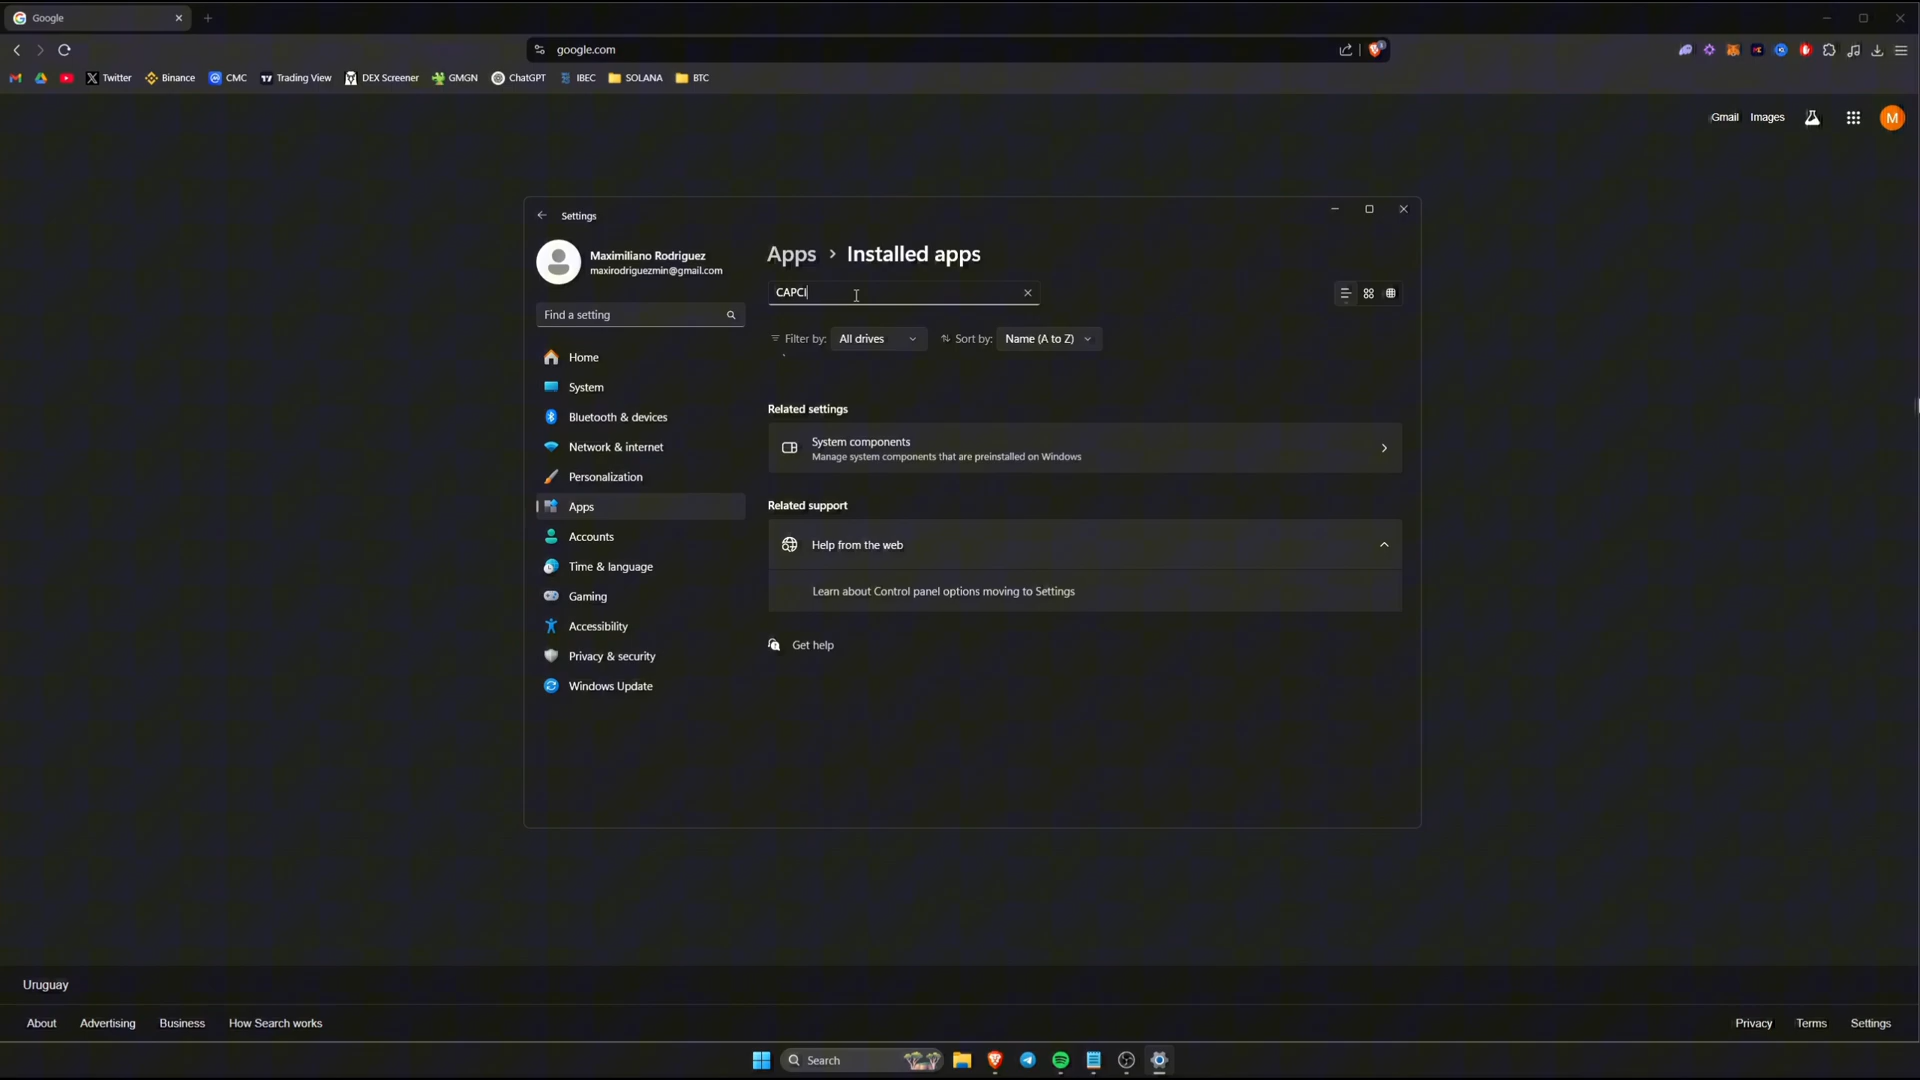 Google
google.com
Twitter
Binance
CMC
Trading View
DEX Screener
GMGN
ChatGPT
IBEC
SOLANA
BTC
Gmail
Images
M
Settings
Maximiliano Rodriguez
maxirodriguezmin@gmail.com
Find a setting
Home
System
Bluetooth & devices
Network & internet
Personalization
Apps
Accounts
Time & language
Gaming
Accessibility
Privacy & security
Windows Update
Apps > Installed apps
CAPCI
Filter by: All drives
Sort by: Name (A to Z)
Related settings
System components
Manage system components that are preinstalled on Windows
Related support
Help from the web
Learn about Control panel options moving to Settings
Get help
Uruguay
About
Advertising
Business
How Search works
Privacy
Terms
Settings
Search